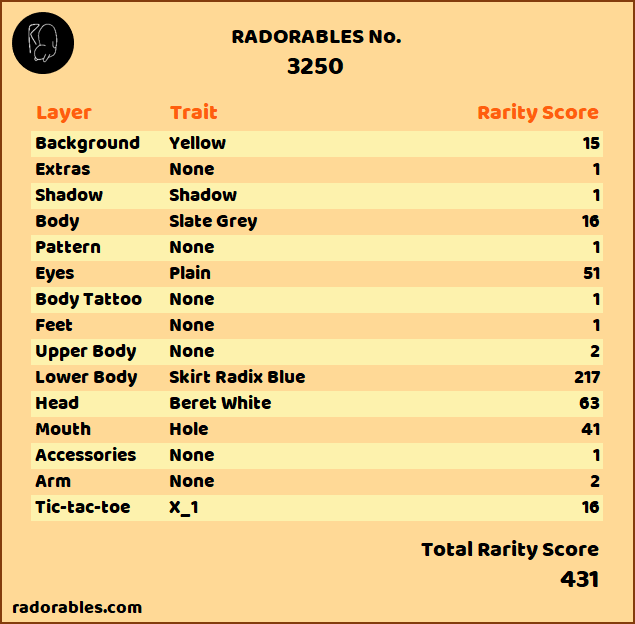 RADORABLES No.
3250
Layer Trait Rarity Score
Background Yellow 15
Extras None 1
Shadow Shadow 1
Body Slate Grey 16
Pattern None 1
Eyes Plain 51
Body Tattoo None 1
Feet None 1
Upper Body None 2
Lower Body Skirt Radix Blue 217
Head Beret White 63
Mouth Hole 41
Accessories None 1
Arm None 2
Tic-tac-toe X_1 16
Total Rarity Score
431
radorables.com